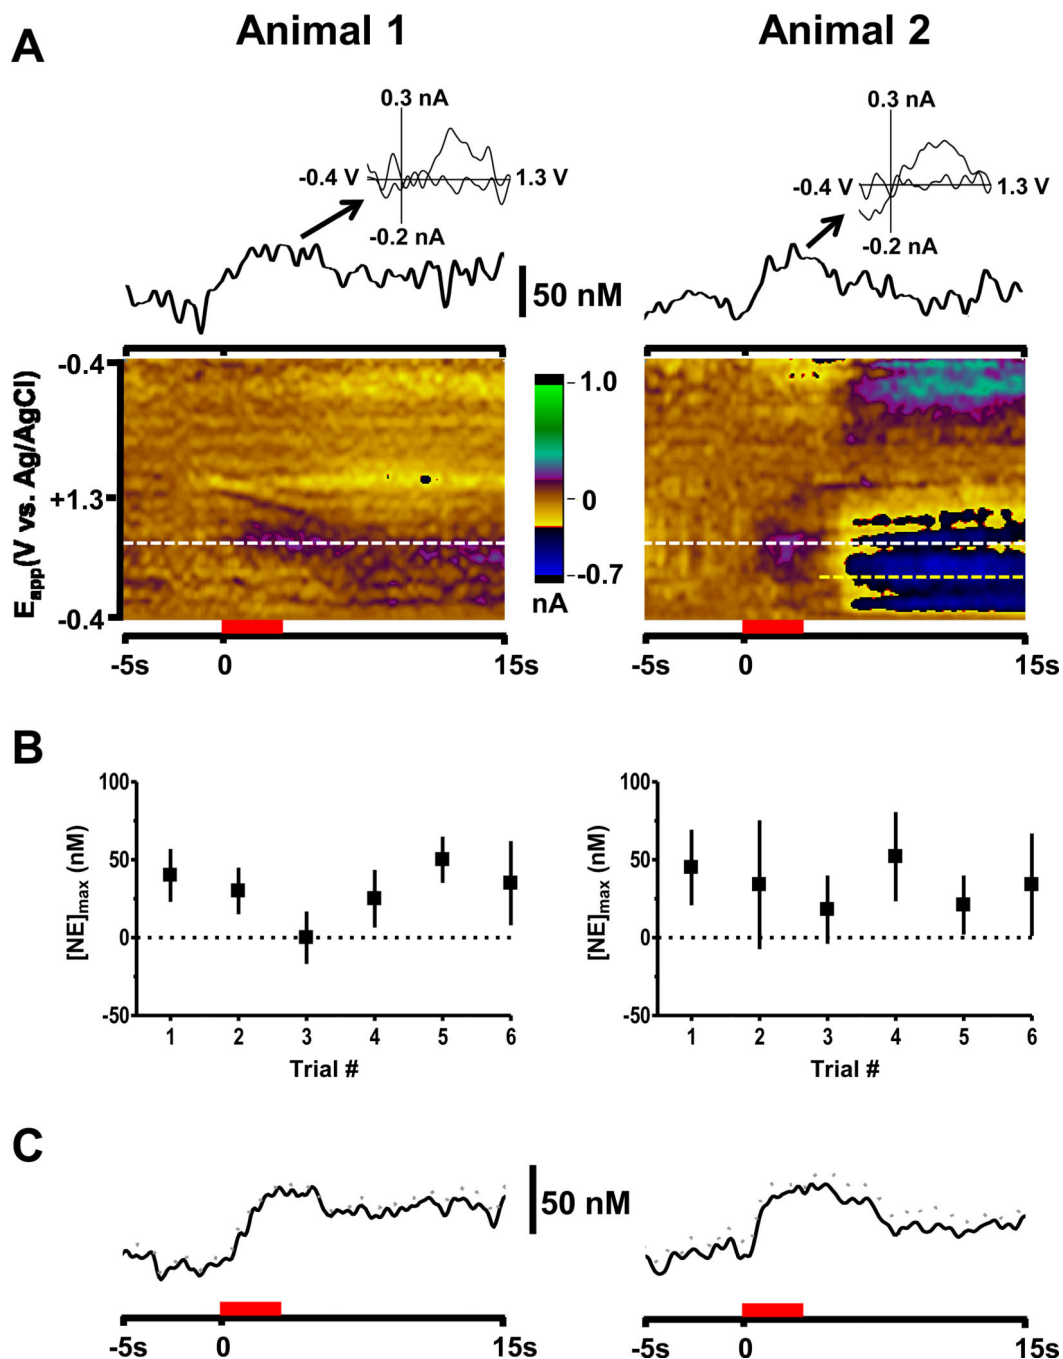 Animal 1
Animal 2
A
0.3 nA
-0.4 V
1.3 V
-0.2 nA
0.3 nA
-0.4 V
1.3 V
-0.2 nA
50 nM
-0.4
+1.3
-0.4
Eapp(V vs. Ag/AgCl)
1.0
0
-0.7
nA
-5s
0
15s
-5s
0
15s
B
100
50
0
-50
[NE]max (nM)
1 2 3 4 5 6
Trial #
100
50
0
-50
[NE]max (nM)
1 2 3 4 5 6
Trial #
C
50 nM
-5s
0
15s
-5s
0
15s